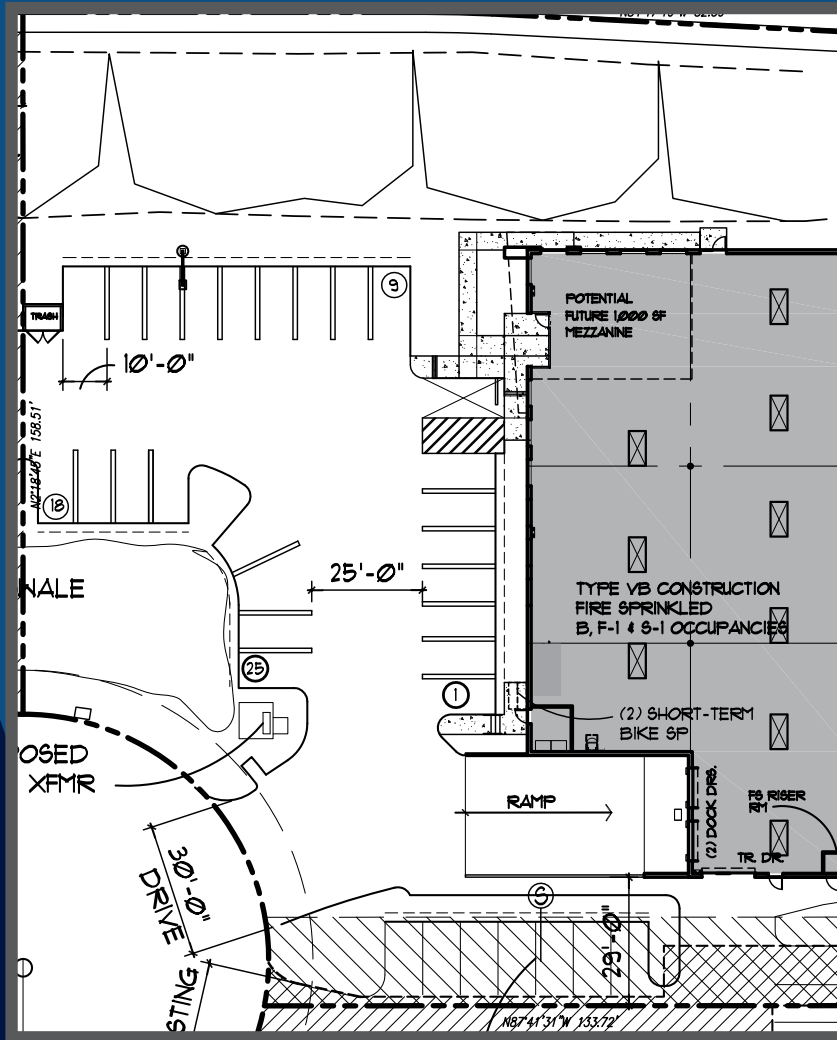 9
POTENTIAL
FUTURE 1,000 SF
MEZZANINE
TRASH
10'-0"
N2°18'48"E 158.51'
18
25'-0"
TYPE VB CONSTRUCTION
FIRE SPRINKLED
B, F-1 & S-1 OCCUPANCIES
25
1
(2) SHORT-TERM
BIKE SP
OSED
XFMR
RAMP
(2) DOCK DRS.
FS RISER
RM
TR. DR.
30'-0"
DRIVE
S
29'-0"
STING
N87°41'31"W 133.72'